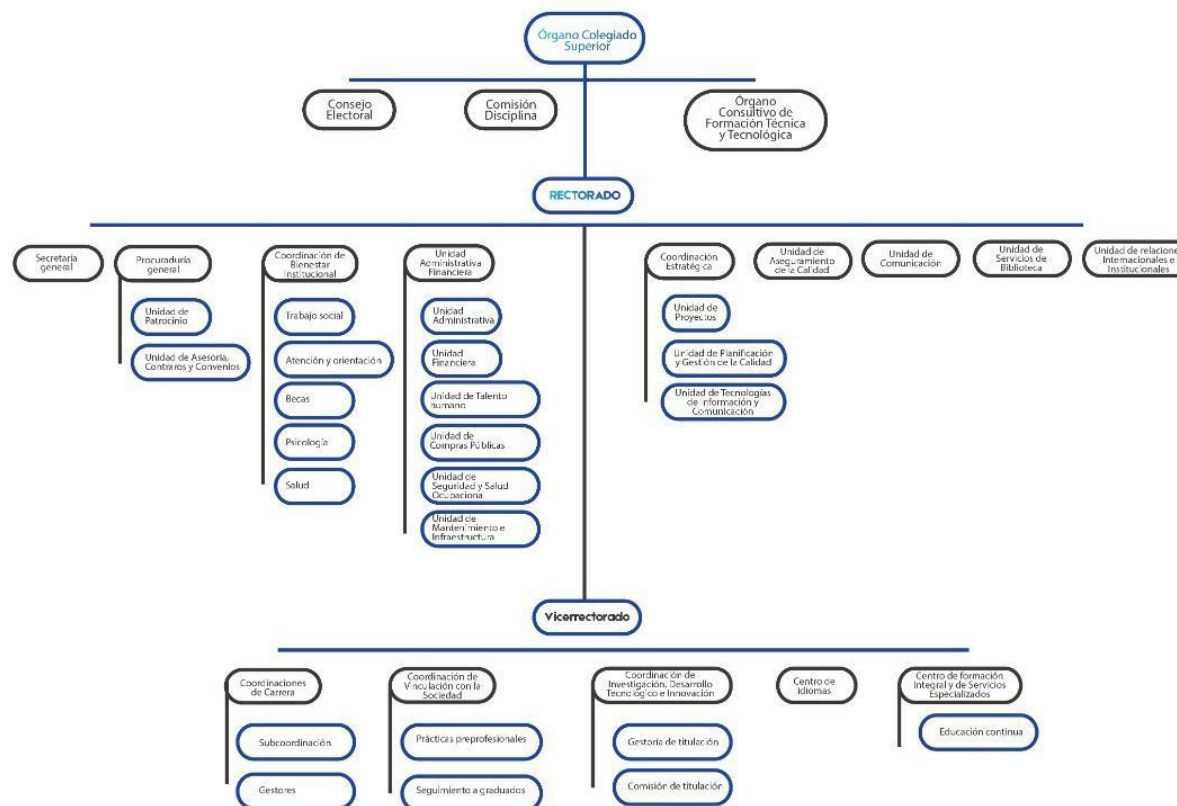 Órgano Colegiado
Superior
Consejo
Electoral
Comisión
Disciplina
Órgano
Consultivo de
Formación Técnica
y Tecnológica
RECTORADO
Secretaría
general
Procuraduría
general
Unidad de
Patrocinio
Unidad de Asesoría,
Contraros y Convenios
Coordinación de
Bienestar
Institucional
Trabajo social
Atención y orientación
Becas
Psicología
Salud
Unidad
Administrativa
Financiera
Unidad
Administrativa
Unidad
Financiera
Unidad de Talento
humano
Unidad de
Compras Públicas
Unidad de
Seguridad y Salud
Ocupaciona
Unidad de
Mantenimiento e
Infraestructura
Coordinación
Estratégica
Unidad de
Proyectos
Unidad de Planificación
y Gestión de la Calidad
Unidad de Tecnologías
de Información y
Comunicación
Unidad de
Aseguramiento
de la Calidad
Unidad de
Comunicación
Unidad de
Servicios de
Biblioteca
Unidad de relacione
Internacionales e
Institucionales
Vicerrectorado
Coordinaciones
de Carrera
Subcoordinación
Gestores
Coordinación de
Vinculación con la
Sociedad
Prácticas preprofesionales
Seguimiento a graduados
Coordinación de
Investigación, Desarrollo
Tecnológico e Innovación
Gestoría de titulación
Comisión de titulación
Centro de
idiomas
Centro de formación
Integral y de Servicios
Especializados
Educación continua